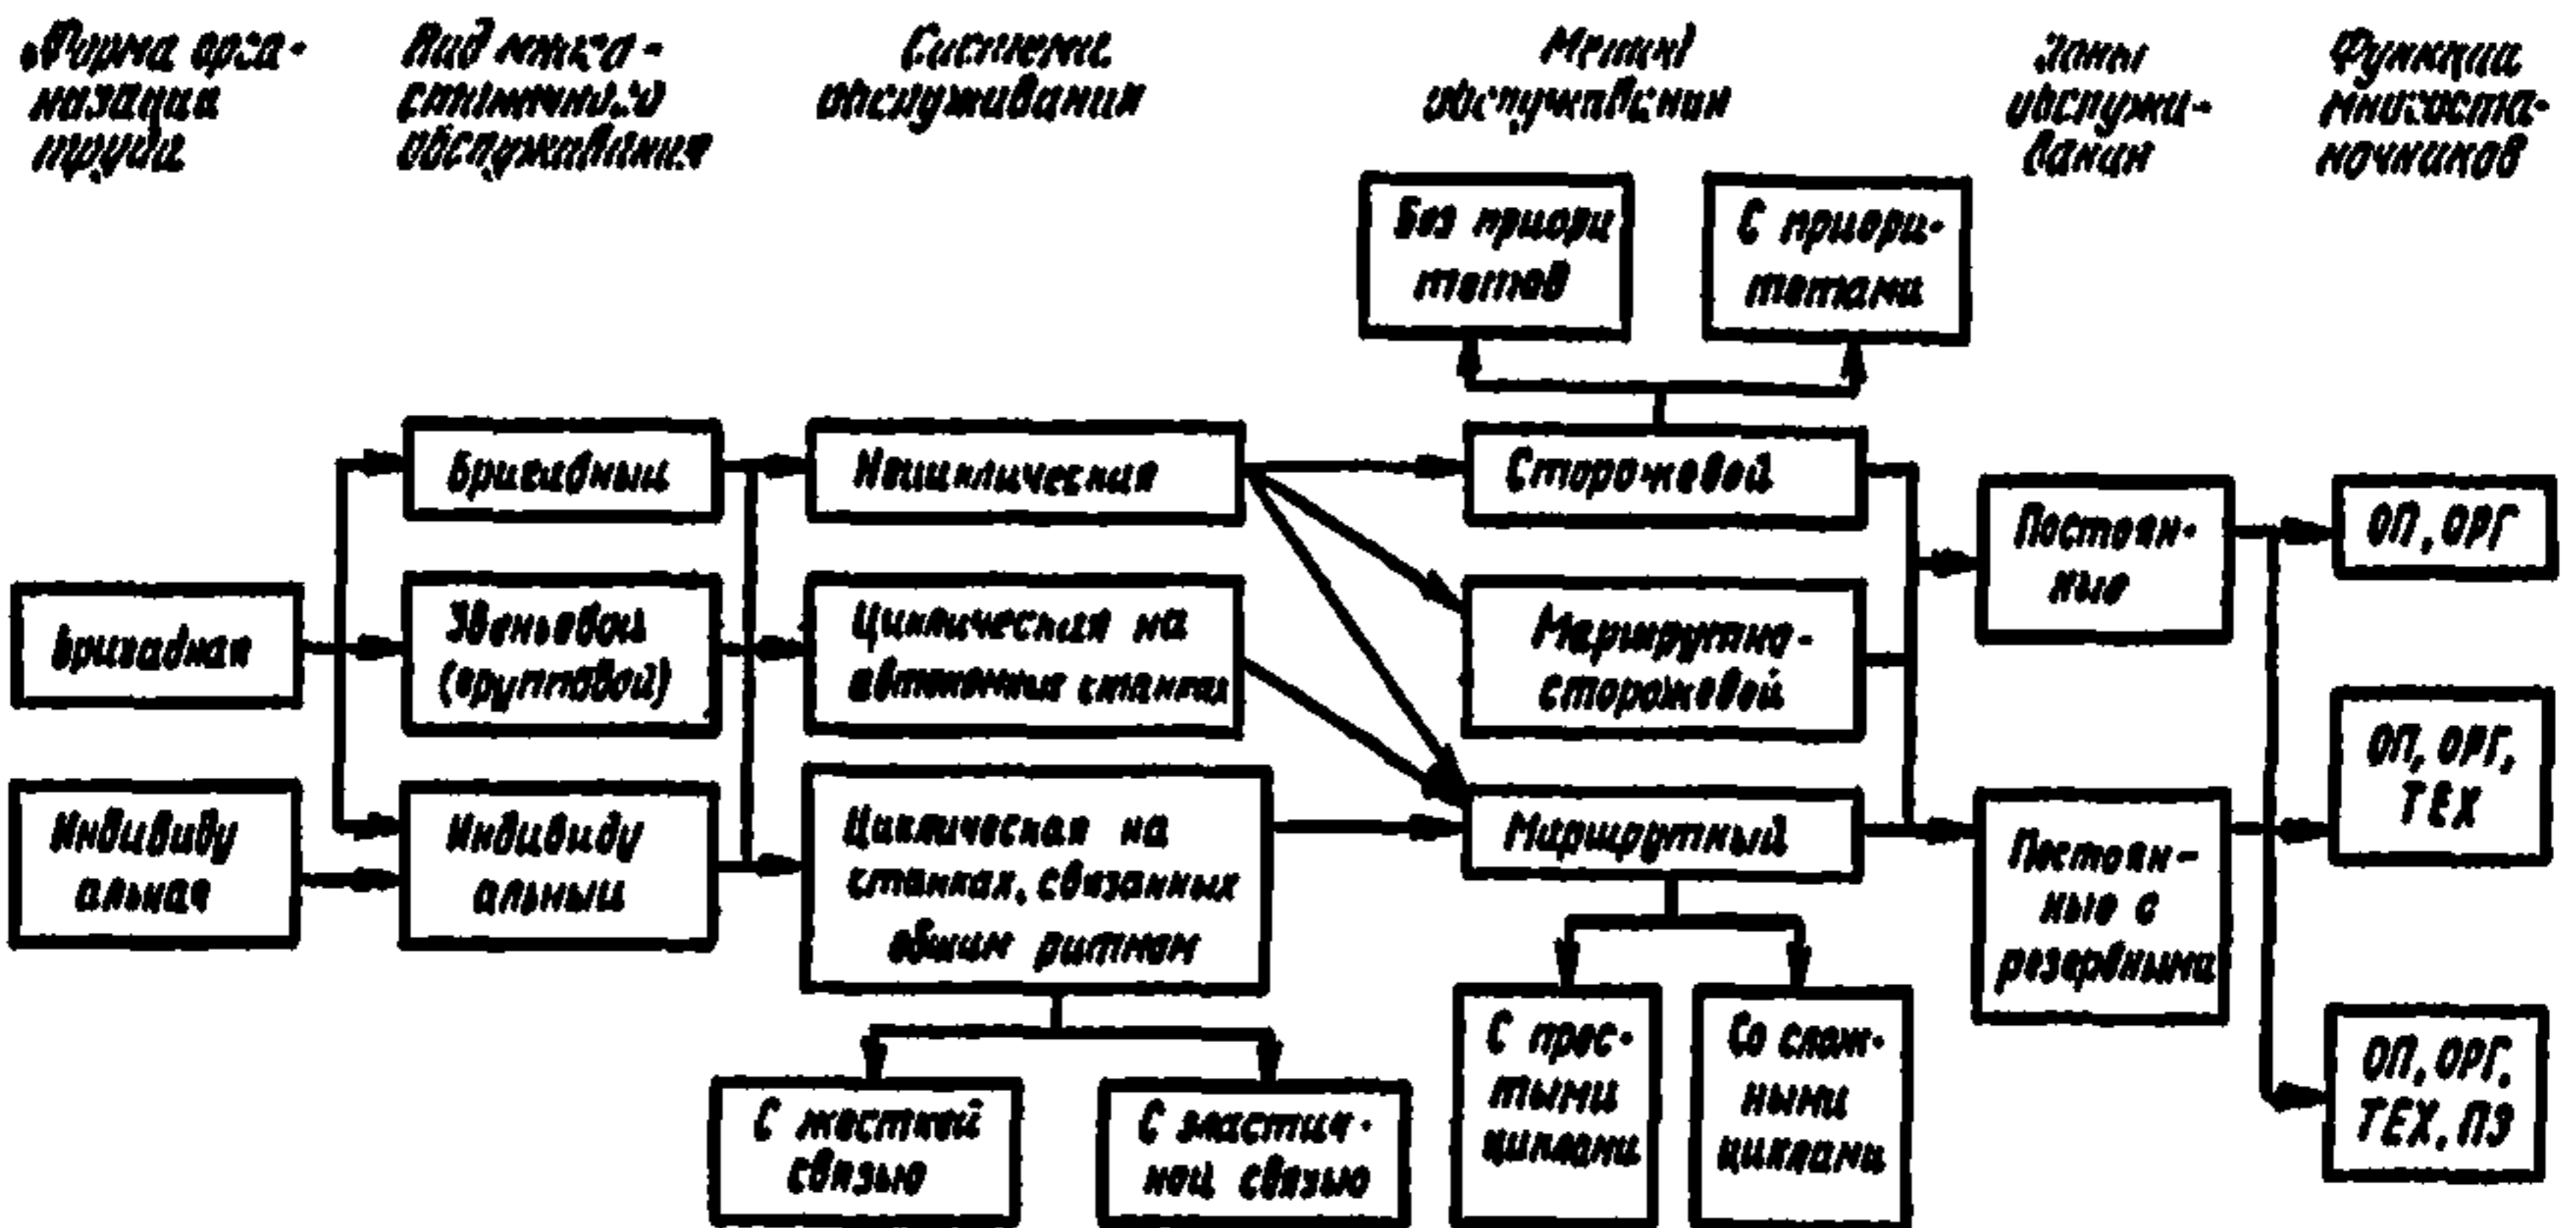 Форма орга-
низации
труда
Вид много-
станочного
обслуживания
Система
обслуживания
Метод
обслуживания
Зоны
обслужи-
вания
Функции
многоста-
ночников
Без приори
тетов
С приори-
тетами
Бригадный
Нециклическая
Сторожевой
Постоян-
ные
ОП, ОРГ
Бригадная
Звеньевой
(групповой)
Циклическая на
автономных станках
Маршрутно-
сторожевой
ОП, ОРГ,
ТЕХ
Индивиду
альная
Индивиду
альный
Циклическая на
станках, связанных
общим ритмом
Маршрутный
Постоян-
ные с
резервными
С жесткой
связью
С эластич-
ной связью
С прос-
тыми
циклами
Со слож-
ными
циклами
ОП, ОРГ,
ТЕХ, ПЗ